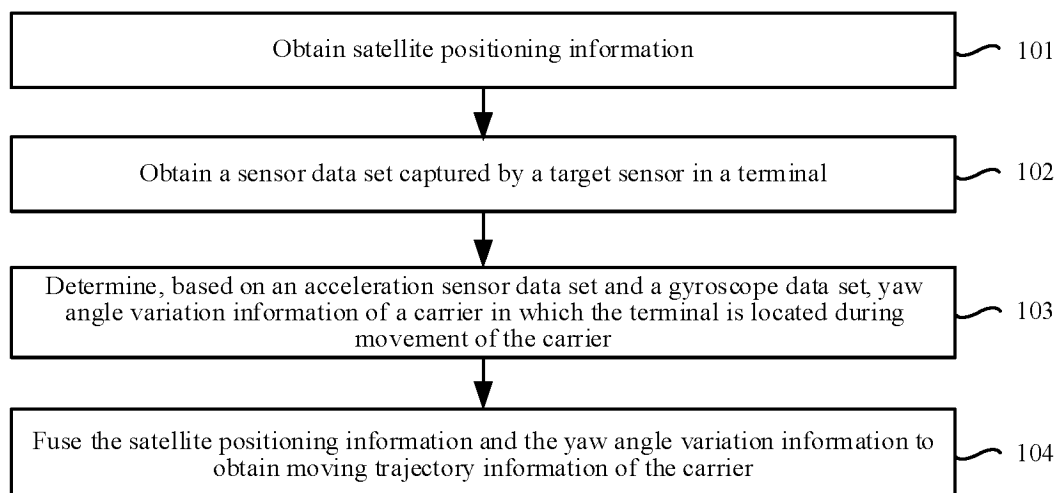 Obtain satellite positioning information
101
Obtain a sensor data set captured by a target sensor in a terminal
102
Determine, based on an acceleration sensor data set and a gyroscope data set, yaw
angle variation information of a carrier in which the terminal is located during
movement of the carrier
103
Fuse the satellite positioning information and the yaw angle variation information to
obtain moving trajectory information of the carrier
104